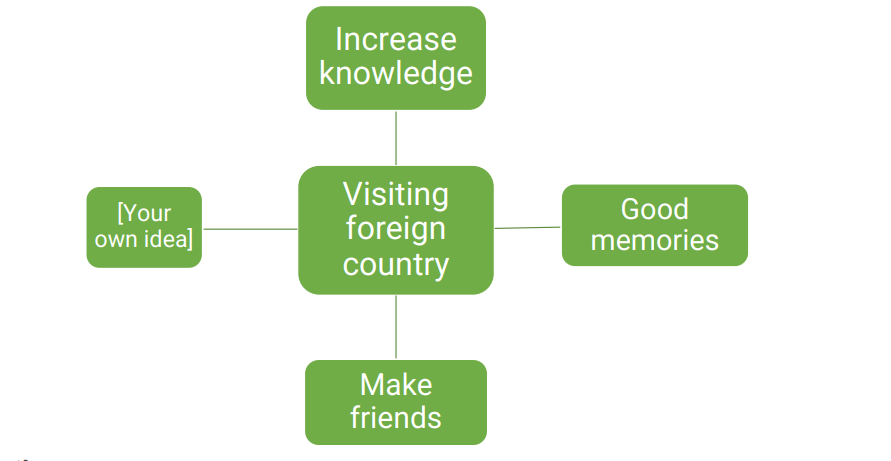 Increase
knowledge
[Your
own idea]
Visiting
foreign
country
Good
memories
Make
friends